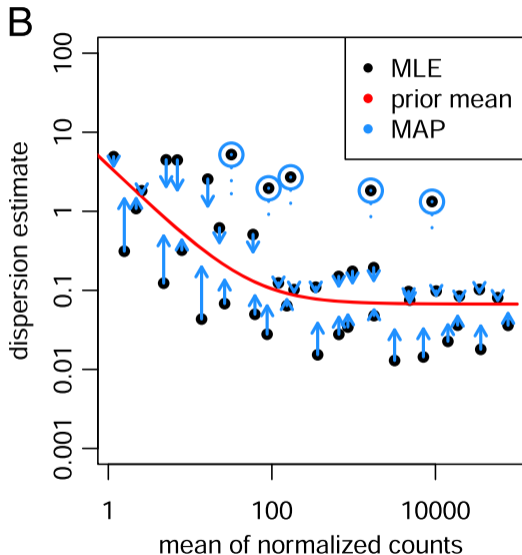 B
MLE
prior mean
MAP
dispersion estimate
100
10
1
0.1
0.01
0.001
1
100
10000
mean of normalized counts